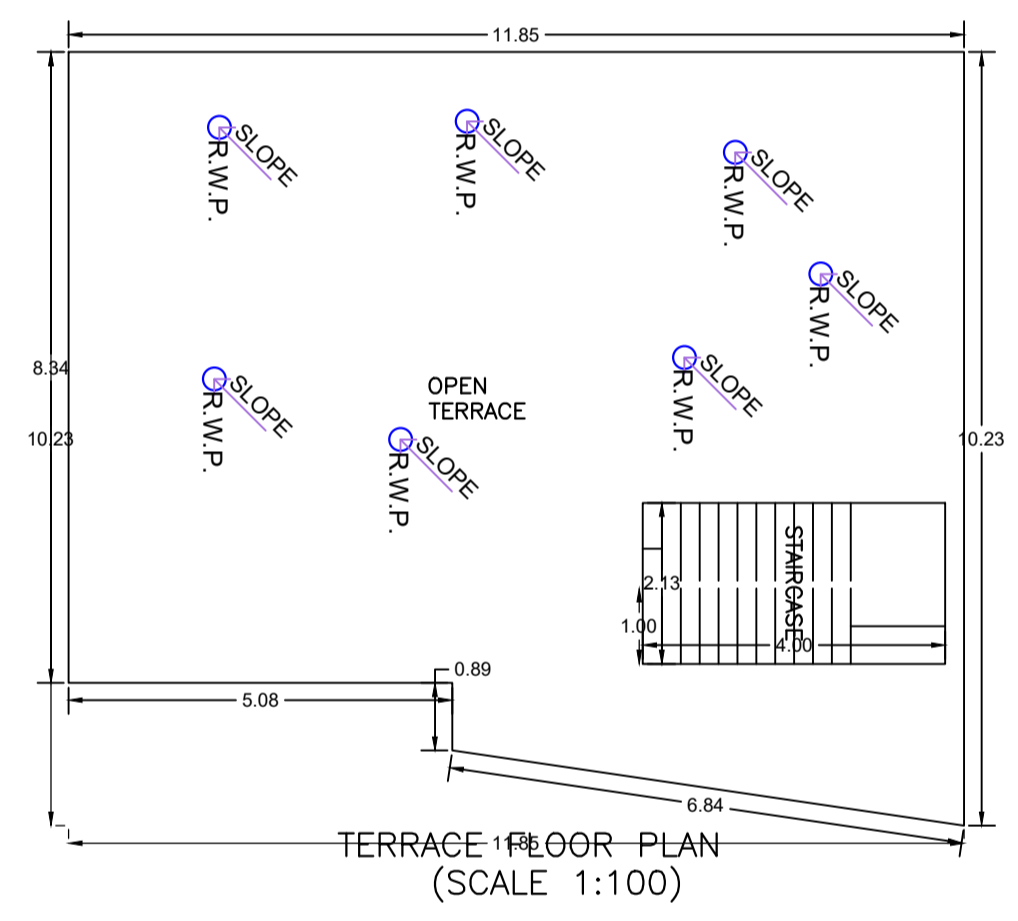 11.85
SLOPE
R.W.P.
SLOPE
R.W.P.
SLOPE
R.W.P.
SLOPE
R.W.P.
8.34
SLOPE
R.W.P.
OPEN
TERRACE
SLOPE
R.W.P.
10.23
SLOPE
R.W.P.
10.23
STAIRCASE
2.13
1.00
4.00
0.89
5.08
6.84
11.85
TERRACE FLOOR PLAN
(SCALE 1:100)